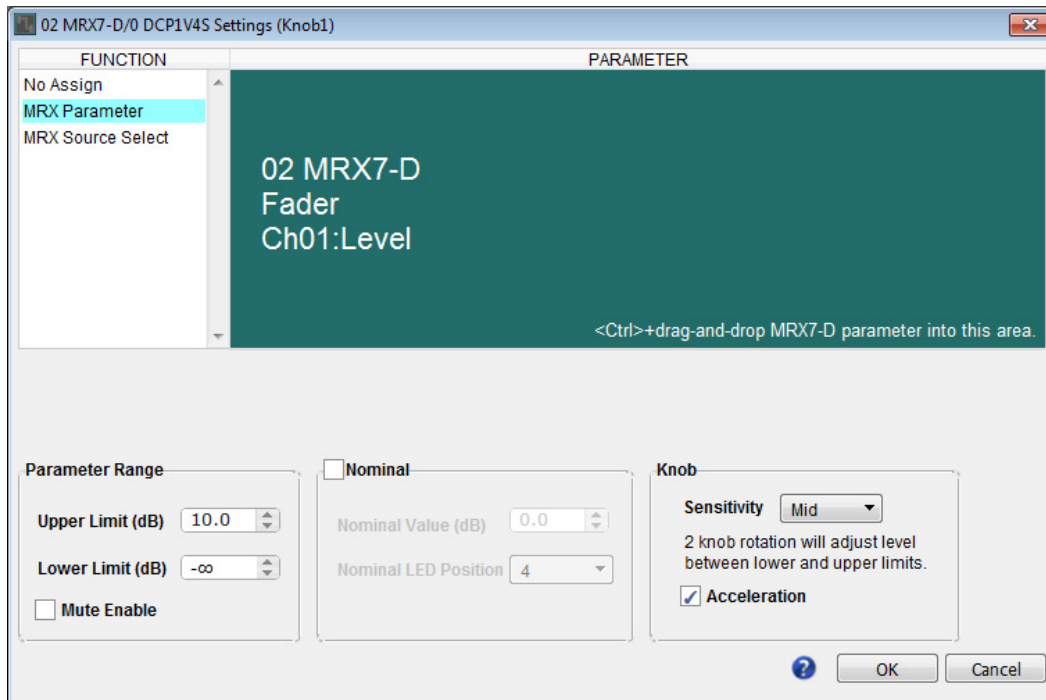 02 MRX7-D/0 DCP1V4S Settings (Knob1)
FUNCTION
PARAMETER
No Assign
MRX Parameter
MRX Source Select
02 MRX7-D
Fader
Ch01:Level
<Ctrl>+drag-and-drop MRX7-D parameter into this area.
Parameter Range
Upper Limit (dB) 10.0
Lower Limit (dB) -∞
Mute Enable
Nominal
Nominal Value (dB) 0.0
Nominal LED Position 4
Knob
Sensitivity Mid
2 knob rotation will adjust level
between lower and upper limits.
Acceleration
? OK Cancel